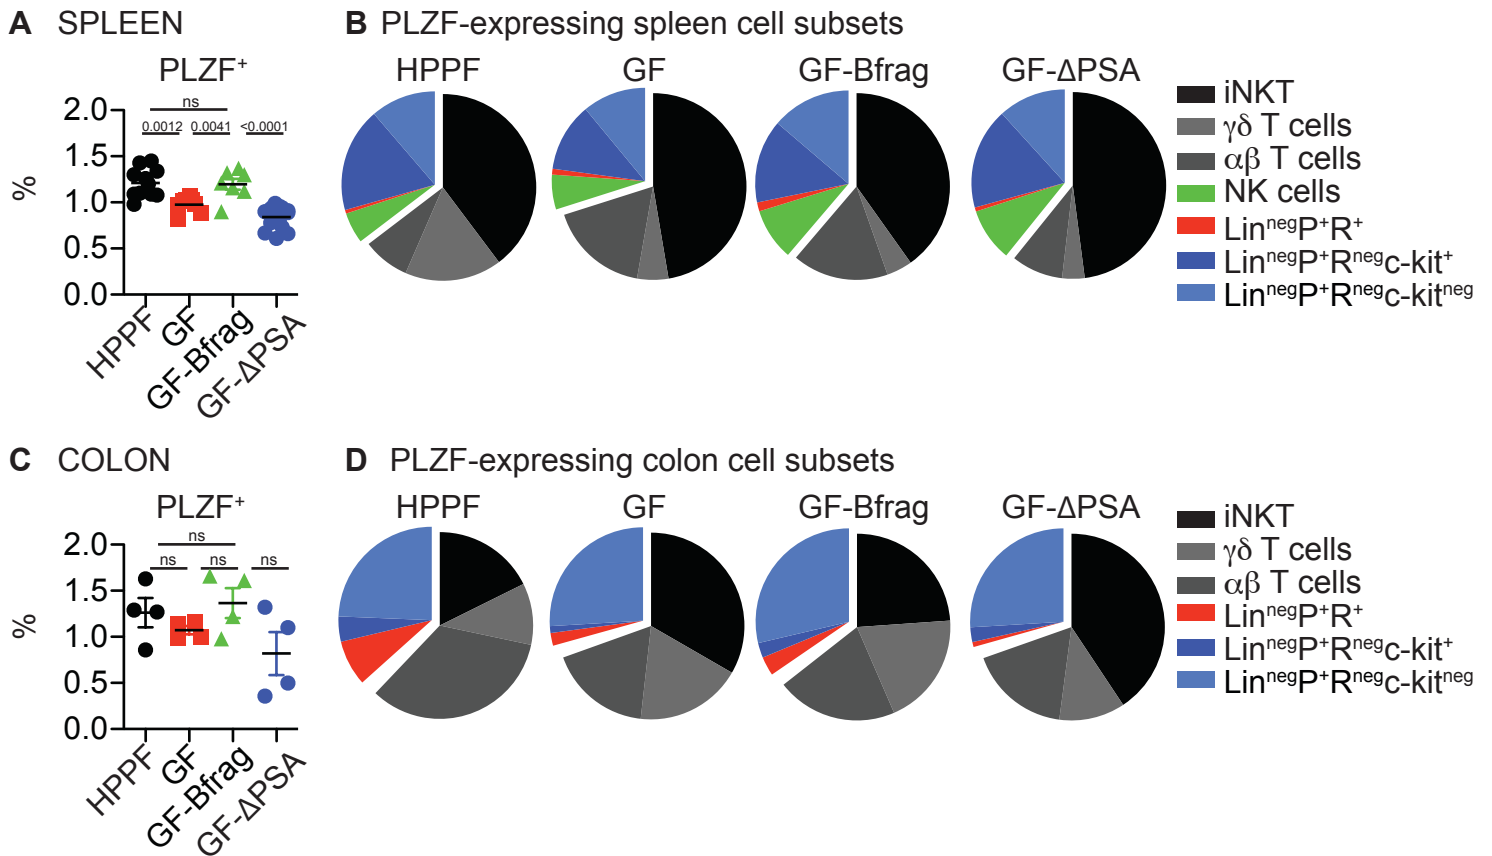 A SPLEEN
PLZF⁺
ns
0.0012 0.0041 <0.0001
2.0
1.5
1.0
0.5
0.0
%
HPPF
GF
GF-Bfrag
GF-ΔPSA
B PLZF-expressing spleen cell subsets
HPPF GF GF-Bfrag GF-ΔPSA
iNKT
γδ T cells
αβ T cells
NK cells
LinⁿᵉᵍP⁺R⁺
LinⁿᵉᵍP⁺Rⁿᵉᵍc-kit⁺
LinⁿᵉᵍP⁺Rⁿᵉᵍc-kitⁿᵉᵍ
C COLON
PLZF⁺
ns
ns ns ns
2.0
1.5
1.0
0.5
0.0
%
HPPF
GF
GF-Bfrag
GF-ΔPSA
D PLZF-expressing colon cell subsets
HPPF GF GF-Bfrag GF-ΔPSA
iNKT
γδ T cells
αβ T cells
LinⁿᵉᵍP⁺R⁺
LinⁿᵉᵍP⁺Rⁿᵉᵍc-kit⁺
LinⁿᵉᵍP⁺Rⁿᵉᵍc-kitⁿᵉᵍ